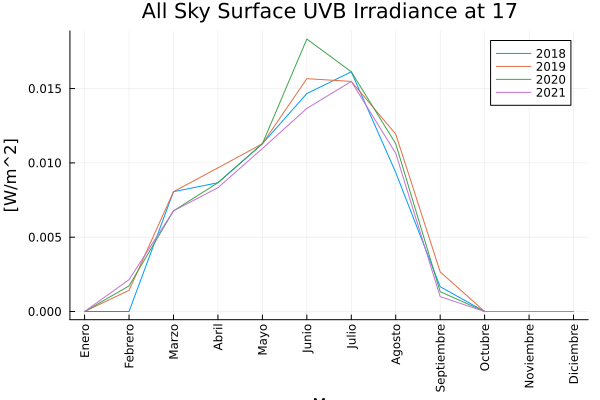 All Sky Surface UVB Irradiance at 17
2018
2019
2020
2021
[W/m^2]
0.015
0.010
0.005
0.000
Enero
Febrero
Marzo
Abril
Mayo
Junio
Julio
Agosto
Septiembre
Octubre
Noviembre
Diciembre